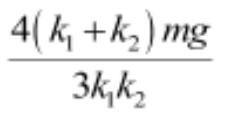 4(k₁ + k₂) mg
3k₁k₂